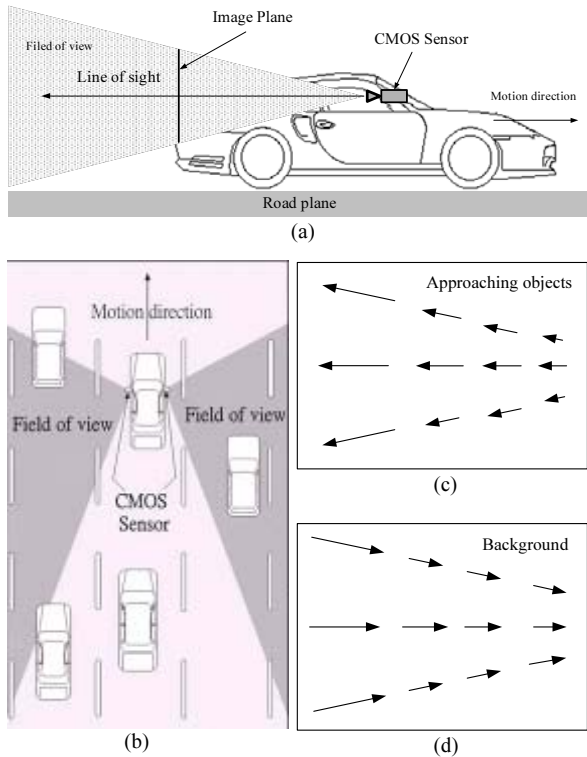 Image Plane
Filed of view
CMOS Sensor
Line of sight
Motion direction
Road plane
(a)
Motion direction
Field of view
Field of view
CMOS
Sensor
(b)
Approaching objects
(c)
Background
(d)